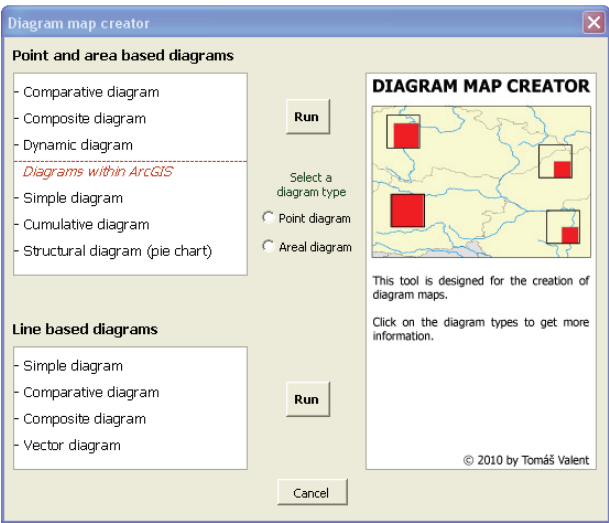 Diagram map creator
Point and area based diagrams
- Comparative diagram
- Composite diagram
- Dynamic diagram
Diagrams within ArcGIS
- Simple diagram
- Cumulative diagram
- Structural diagram (pie chart)
Run
Select a
diagram type
Point diagram
Areal diagram
Line based diagrams
- Simple diagram
- Comparative diagram
- Composite diagram
- Vector diagram
Run
Cancel
DIAGRAM MAP CREATOR
This tool is designed for the creation of
diagram maps.
Click on the diagram types to get more
information.
© 2010 by Tomáš Valent